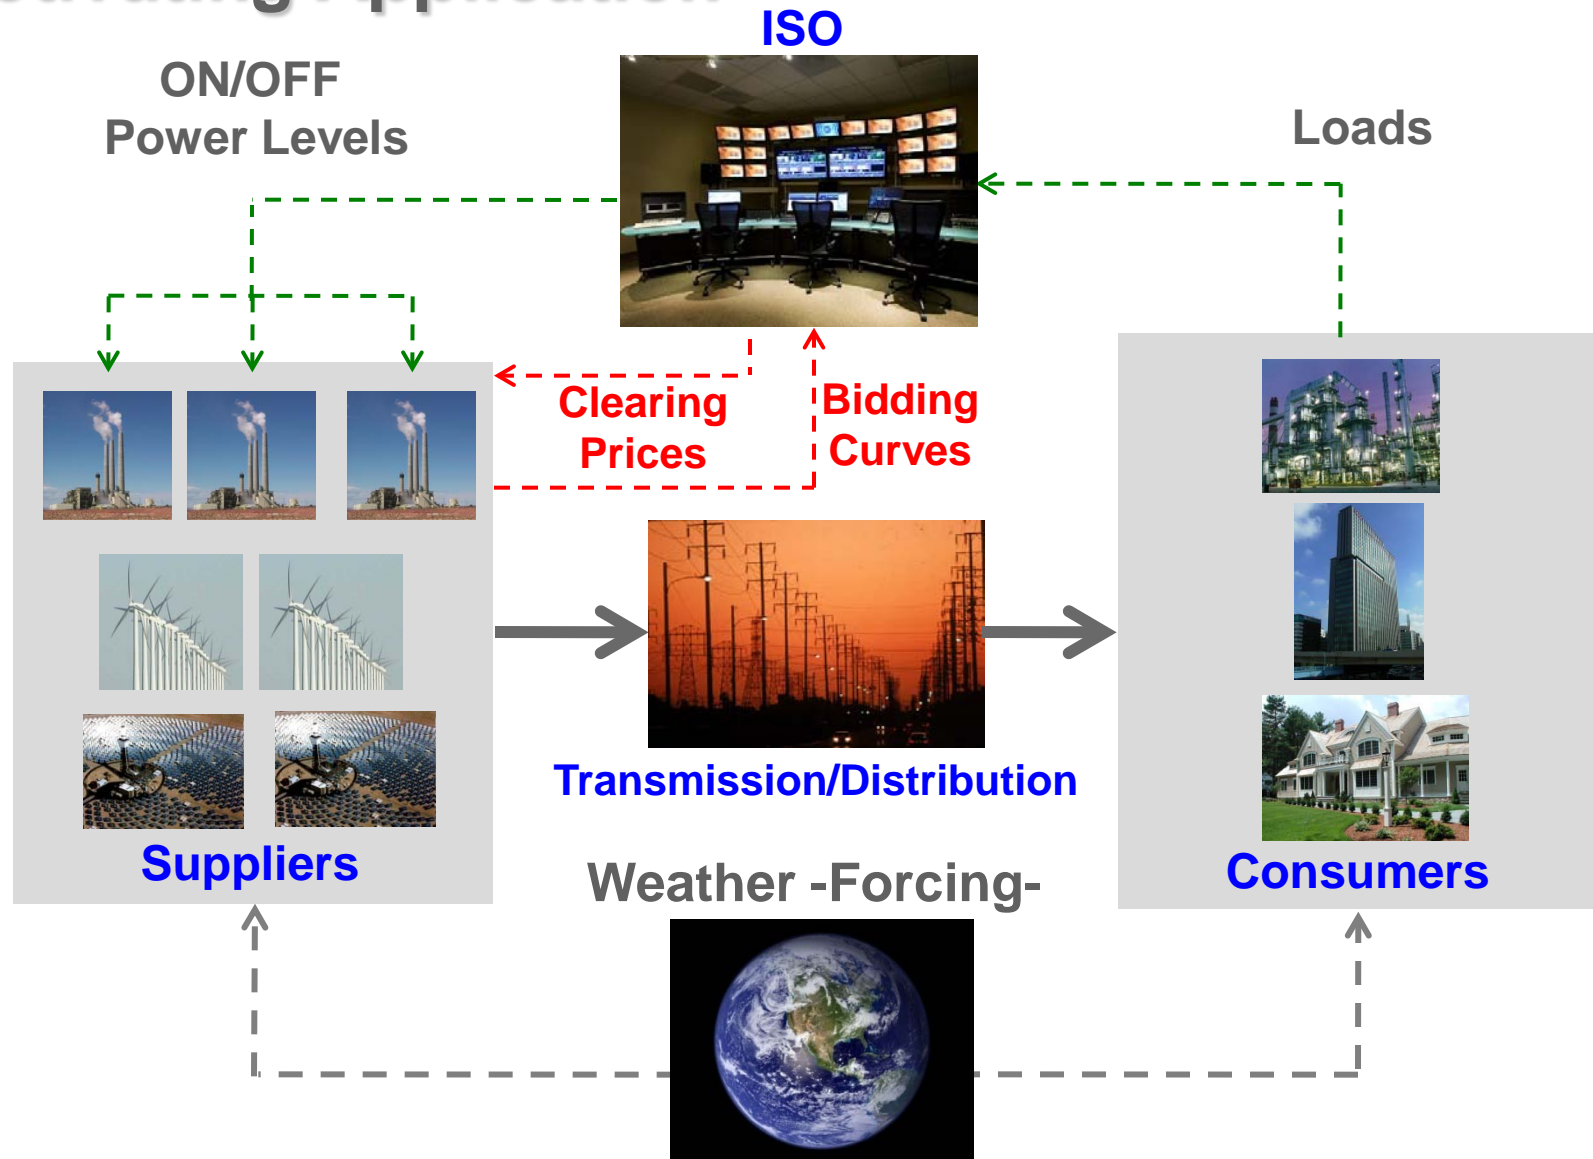 ISO
ON/OFF
Power Levels
Loads
Clearing
Prices
Bidding
Curves
Transmission/Distribution
Suppliers
Consumers
Weather -Forcing-